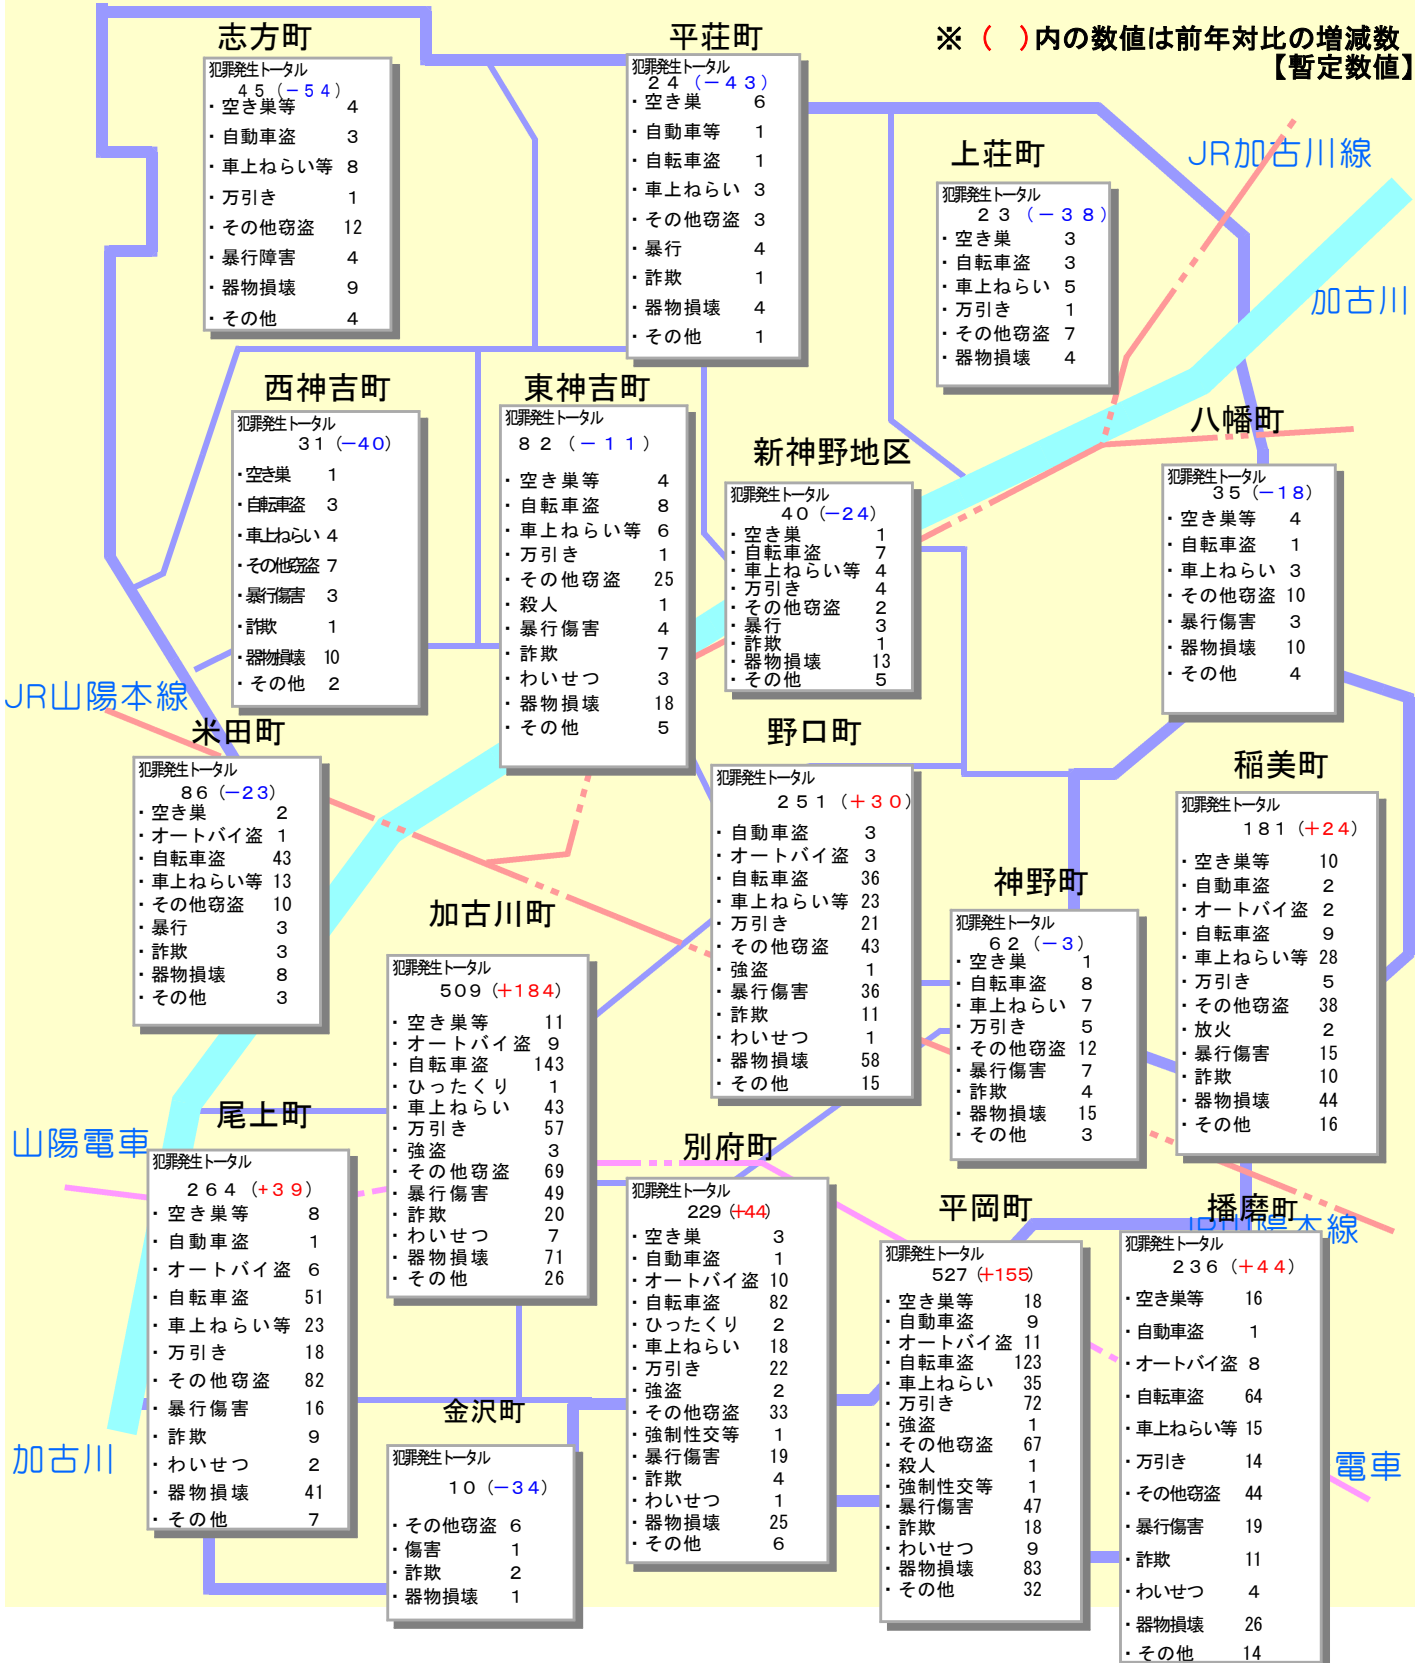 ※（　）内の数値は前年対比の増減数
【暫定数値】
志方町
犯罪発生トータル
４５（－５４）
・空き巣等 4
・自動車盗 3
・車上ねらい等 8
・万引き 1
・その他窃盗 12
・暴行障害 4
・器物損壊 9
・その他 4
平荘町
犯罪発生トータル
２４（－４３）
・空き巣 6
・自動車等 1
・自転車盗 1
・車上ねらい 3
・その他窃盗 3
・暴行 4
・詐欺 1
・器物損壊 4
・その他 1
上荘町
犯罪発生トータル
２３（－３８）
・空き巣 3
・自転車盗 3
・車上ねらい 5
・万引き 1
・その他窃盗 7
・器物損壊 4
JR加古川線
加古川
西神吉町
犯罪発生トータル
31（－40）
・空き巣 1
・自転車盗 3
・車上ねらい 4
・その他窃盗 7
・暴行傷害 3
・詐欺 1
・器物損壊 10
・その他 2
東神吉町
犯罪発生トータル
８２（－１１）
・空き巣等 4
・自転車盗 8
・車上ねらい等 6
・万引き 1
・その他窃盗 25
・殺人 1
・暴行傷害 4
・詐欺 7
・わいせつ 3
・器物損壊 18
・その他 5
新神野地区
犯罪発生トータル
40（－24）
・空き巣 1
・自転車盗 7
・車上ねらい等 4
・万引き 4
・その他窃盗 2
・暴行 3
・詐欺 1
・器物損壊 13
・その他 5
八幡町
犯罪発生トータル
35（－18）
・空き巣等 4
・自転車盗 1
・車上ねらい 3
・その他窃盗 10
・暴行傷害 3
・器物損壊 10
・その他 4
JR山陽本線
米田町
犯罪発生トータル
86（－23）
・空き巣 2
・オートバイ盗 1
・自転車盗 43
・車上ねらい等 13
・その他窃盗 10
・暴行 3
・詐欺 3
・器物損壊 8
・その他 3
野口町
犯罪発生トータル
２５１（＋３０）
・自動車盗 3
・オートバイ盗 3
・自転車盗 36
・車上ねらい等 23
・万引き 21
・その他窃盗 43
・強盗 1
・暴行傷害 36
・詐欺 11
・わいせつ 1
・器物損壊 58
・その他 15
稲美町
犯罪発生トータル
181（＋24）
・空き巣等 10
・自動車盗 2
・オートバイ盗 2
・自転車盗 9
・車上ねらい等 28
・万引き 5
・その他窃盗 38
・放火 2
・暴行傷害 15
・詐欺 10
・器物損壊 44
・その他 16
神野町
犯罪発生トータル
６２（－３）
・空き巣 1
・自転車盗 8
・車上ねらい 7
・万引き 5
・その他窃盗 12
・暴行傷害 7
・詐欺 4
・器物損壊 15
・その他 3
加古川町
犯罪発生トータル
509（＋184）
・空き巣等 11
・オートバイ盗 9
・自転車盗 143
・ひったくり 1
・車上ねらい 43
・万引き 57
・強盗 3
・その他窃盗 69
・暴行傷害 49
・詐欺 20
・わいせつ 7
・器物損壊 71
・その他 26
山陽電車
尾上町
犯罪発生トータル
２６４（+３９）
・空き巣等 8
・自動車盗 1
・オートバイ盗 6
・自転車盗 51
・車上ねらい等 23
・万引き 18
・その他窃盗 82
・暴行傷害 16
・詐欺 9
・わいせつ 2
・器物損壊 41
・その他 7
別府町
犯罪発生トータル
229（+44）
・空き巣 3
・自動車盗 1
・オートバイ盗 10
・自転車盗 82
・ひったくり 2
・車上ねらい 18
・万引き 22
・強盗 2
・その他窃盗 33
・強制性交等 1
・暴行傷害 19
・詐欺 4
・わいせつ 1
・器物損壊 25
・その他 6
平岡町
犯罪発生トータル
527（+155）
・空き巣等 18
・自動車盗 9
・オートバイ盗 11
・自転車盗 123
・車上ねらい 35
・万引き 72
・強盗 1
・その他窃盗 67
・殺人 1
・強制性交等 1
・暴行傷害 47
・詐欺 18
・わいせつ 9
・器物損壊 83
・その他 32
JR山陽本線
播磨町
犯罪発生トータル
２３６（＋４４）
・空き巣等 16
・自動車盗 1
・オートバイ盗 8
・自転車盗 64
・車上ねらい等 15
・万引き 14
・その他窃盗 44
・暴行傷害 19
・詐欺 11
・わいせつ 4
・器物損壊 26
・その他 14
電車
加古川
金沢町
犯罪発生トータル
10（－34）
・その他窃盗 6
・傷害 1
・詐欺 2
・器物損壊 1